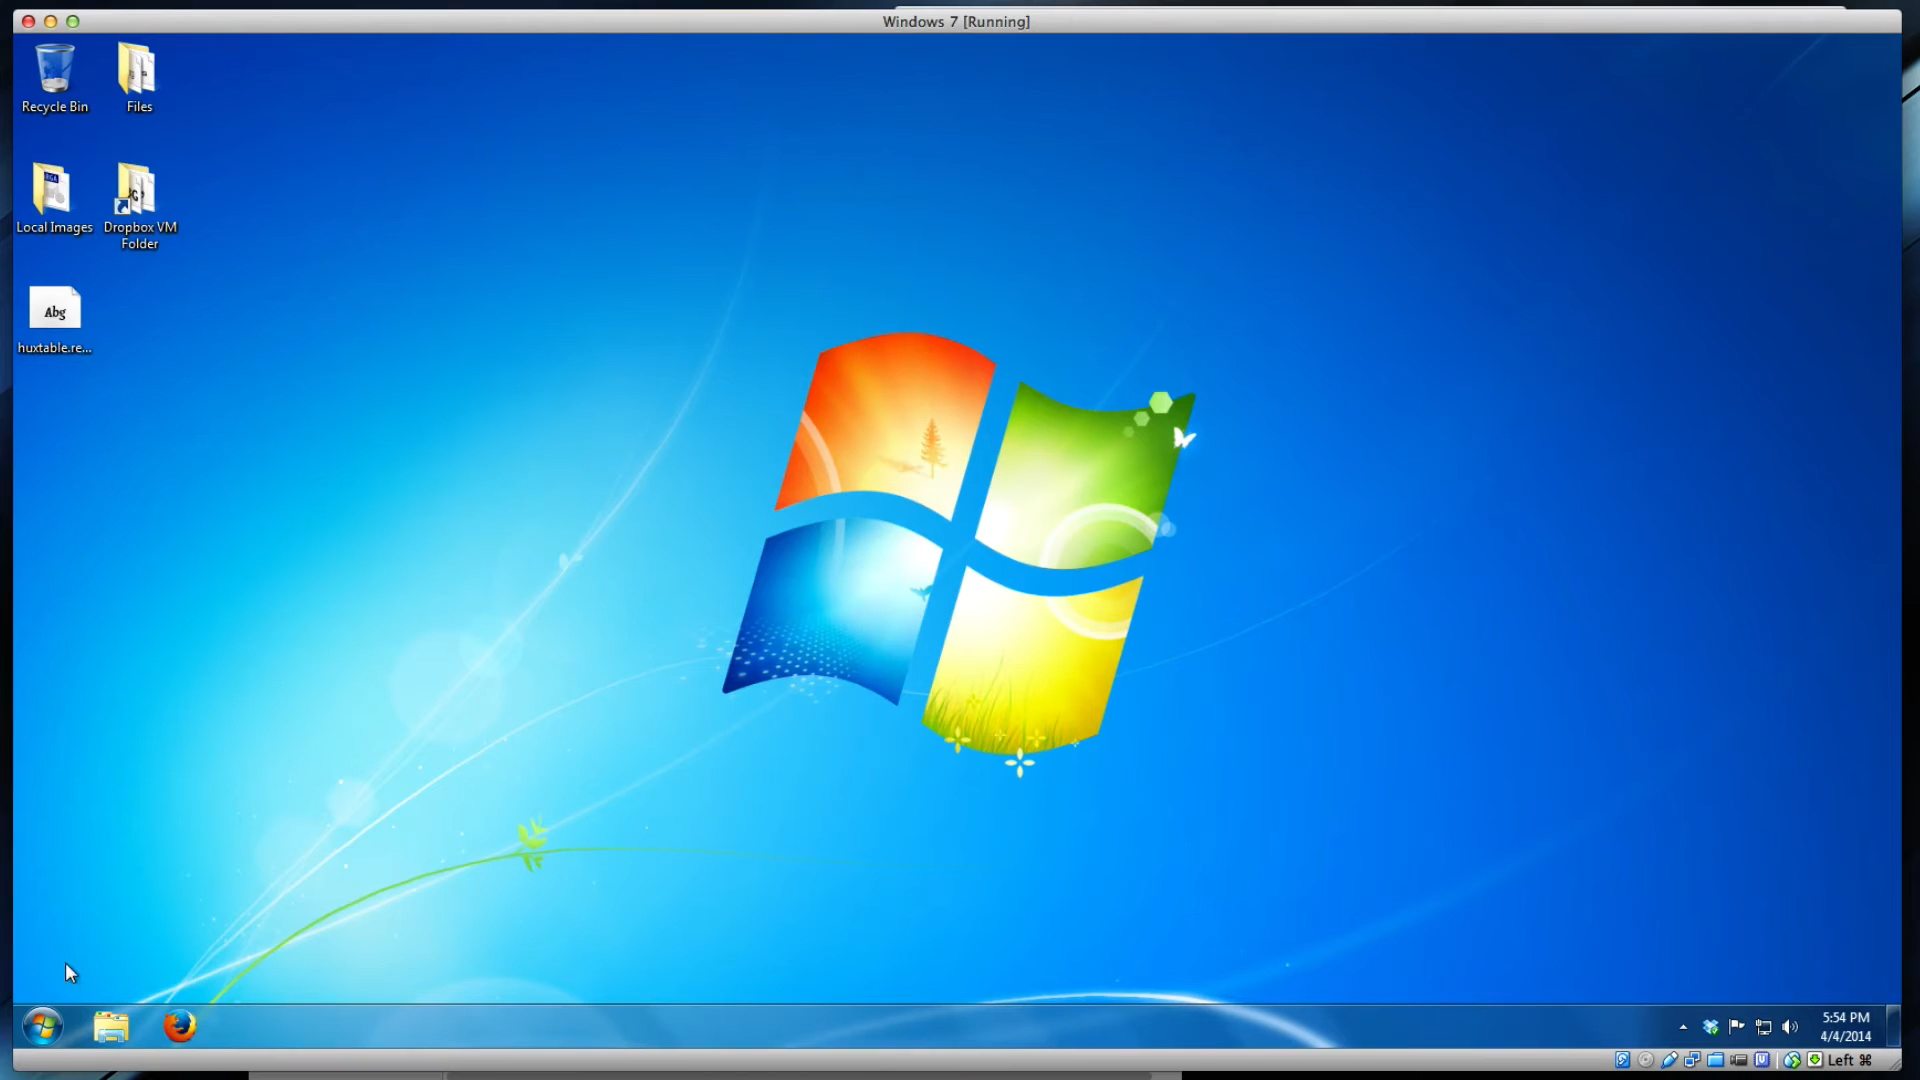 Windows 7 [Running]
Recycle Bin
Files
Local Images
Dropbox VM
Folder
Abg
huxtable.re...
5:54 PM
4/4/2014
Left ⌘